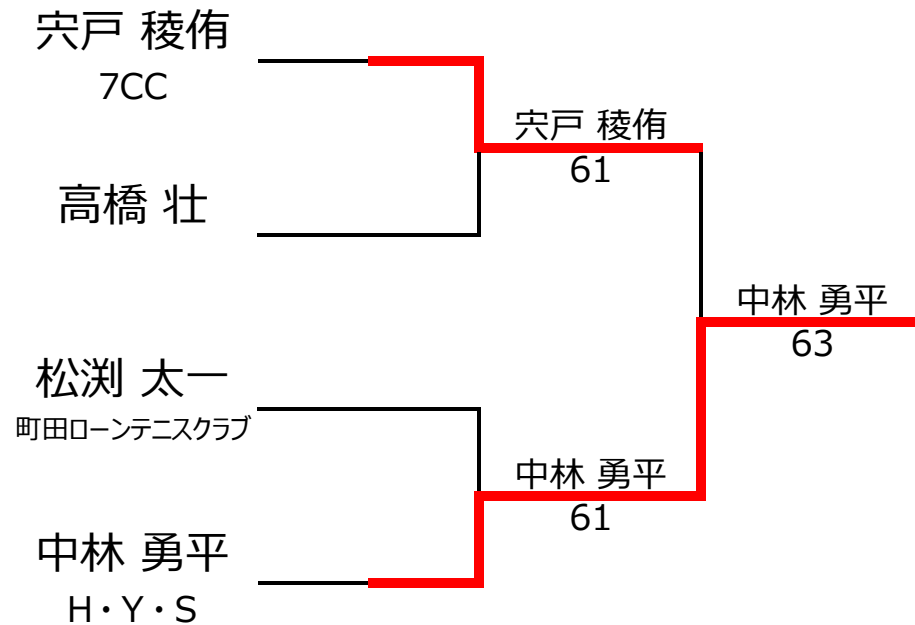 宍戸 稜侑
7CC
高橋 壮
松渕 太一
町田ローンテニスクラブ
中林 勇平
H・Y・S
宍戸 稜侑
61
中林 勇平
61
中林 勇平
63